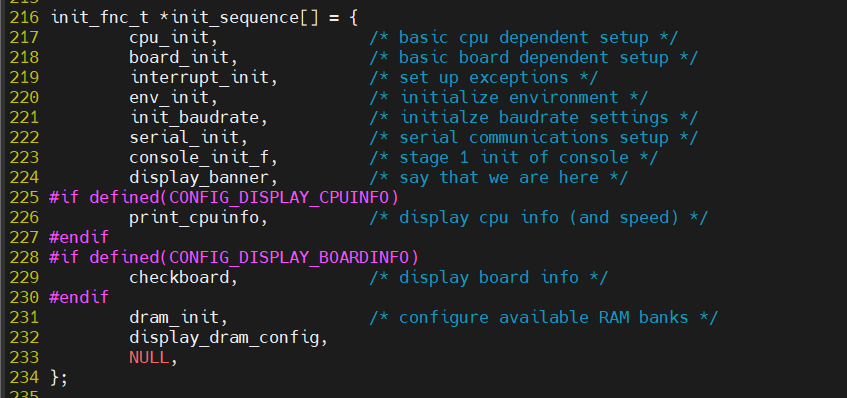 216 init_fnc_t *init_sequence[] = {
217         cpu_init,               /* basic cpu dependent setup */
218         board_init,             /* basic board dependent setup */
219         interrupt_init,         /* set up exceptions */
220         env_init,               /* initialize environment */
221         init_baudrate,          /* initialze baudrate settings */
222         serial_init,            /* serial communications setup */
223         console_init_f,         /* stage 1 init of console */
224         display_banner,         /* say that we are here */
225 #if defined(CONFIG_DISPLAY_CPUINFO)
226         print_cpuinfo,          /* display cpu info (and speed) */
227 #endif
228 #if defined(CONFIG_DISPLAY_BOARDINFO)
229         checkboard,             /* display board info */
230 #endif
231         dram_init,              /* configure available RAM banks */
232         display_dram_config,
233         NULL,
234 };
235